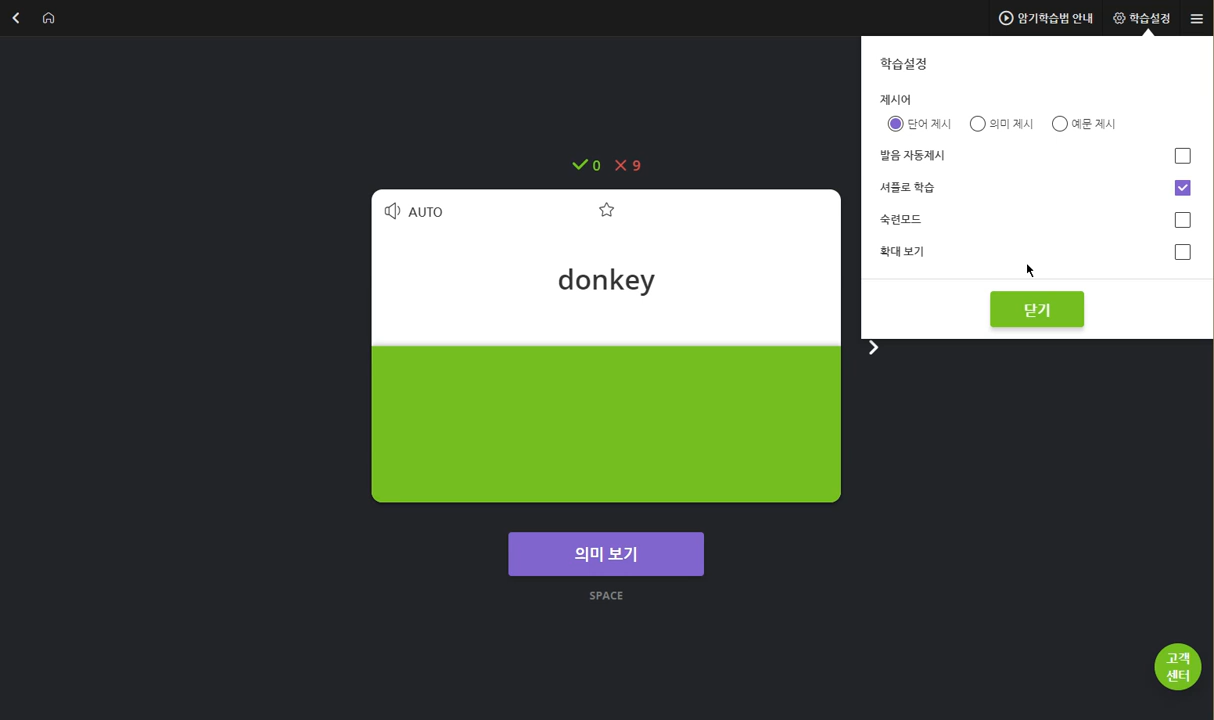 암기학습법 안내
학습설정
학습설정
제시어
단어 제시 의미 제시 예문 제시
발음 자동제시
셔플로 학습
숙련모드
확대 보기
닫기
0 9
AUTO
donkey
의미 보기
SPACE
고객
센터